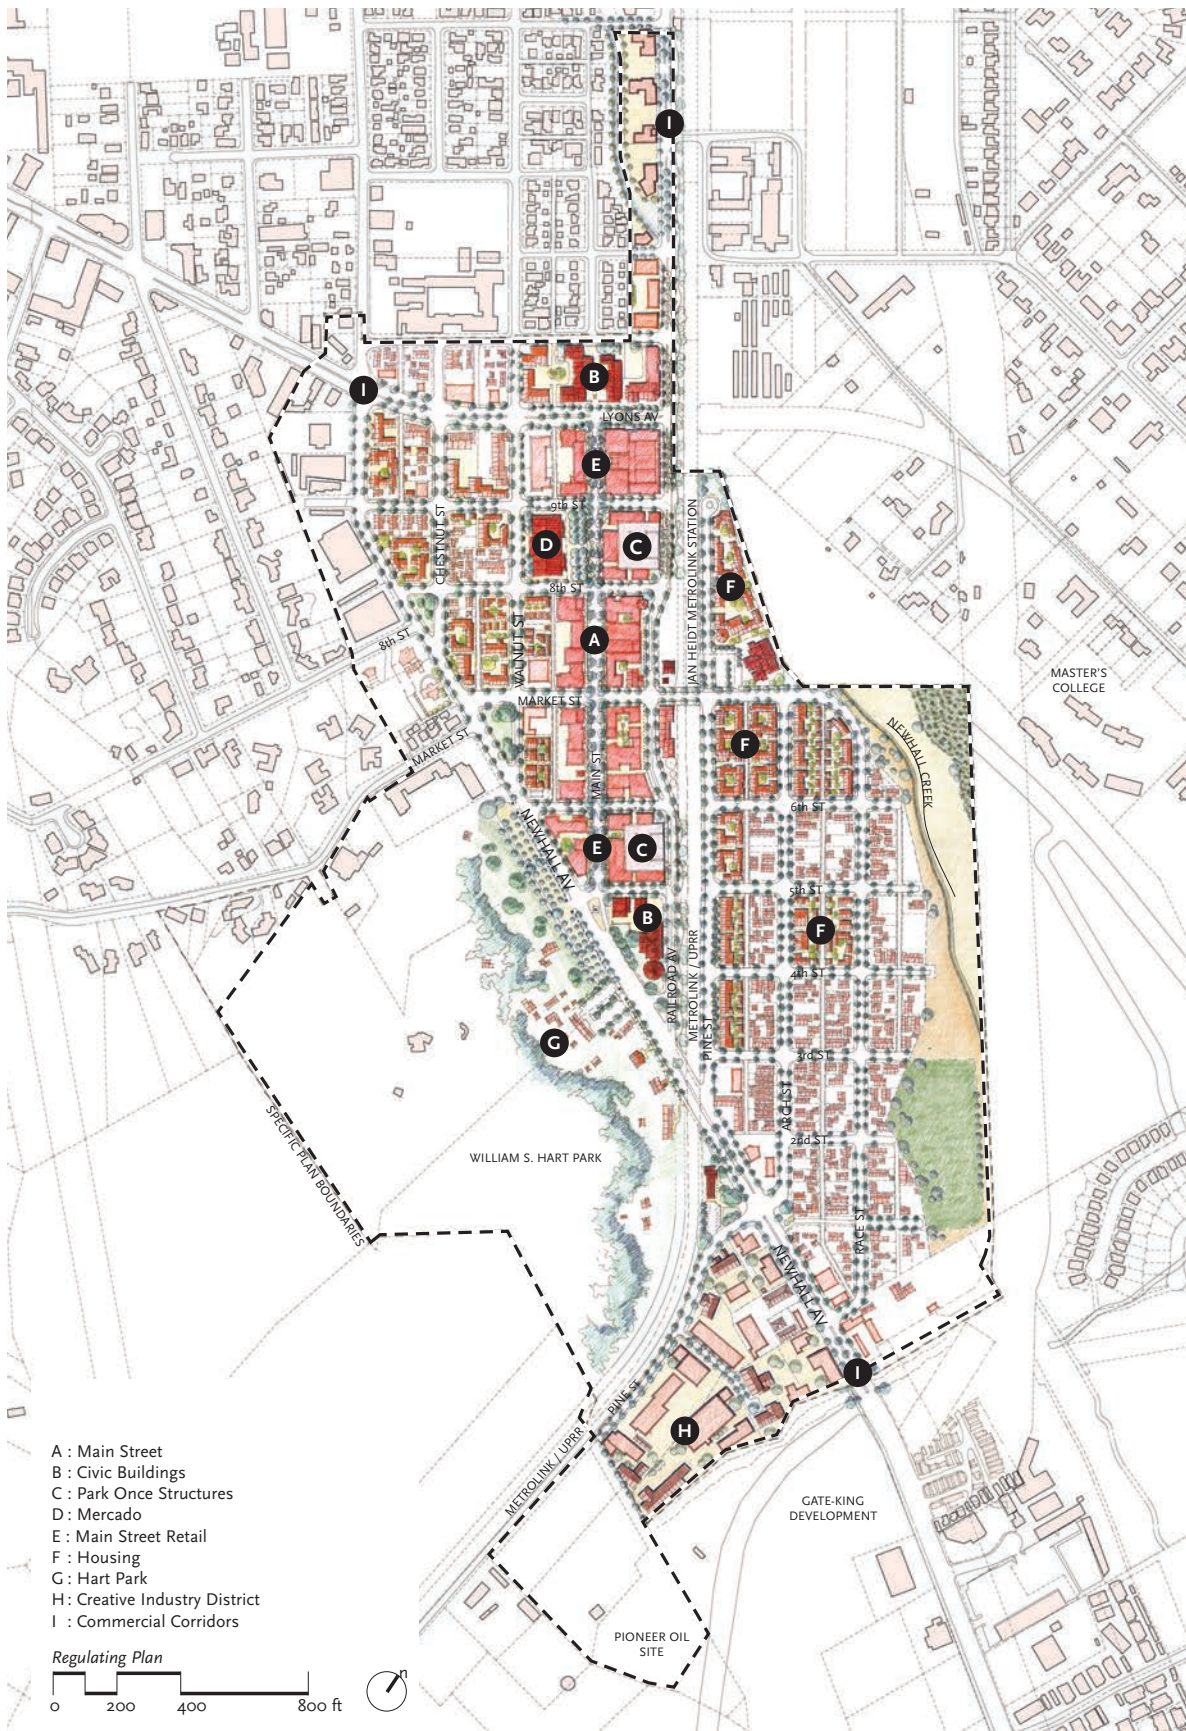 I
I
B
LYONS AV
E
9th ST
CHESTNUT ST
D
C
JAN HEIDT METROLINK STATION
8th ST
F
WALNUT ST
A
8th ST
MASTER'S
COLLEGE
MARKET ST
MARKET ST
NEWHALL CREEK
F
MAIN ST
6th ST
NEWHALL AV
E
C
5th ST
B
F
4th ST
RAILROAD AV
METROLINK / UPRR
PINE ST
G
3rd ST
ARCH ST
2nd ST
SPECIFIC PLAN BOUNDARIES
WILLIAM S. HART PARK
RACE ST
NEWHALL AV
I
PINE ST
H
METROLINK / UPRR
GATE-KING
DEVELOPMENT
PIONEER OIL
SITE
A : Main Street
B : Civic Buildings
C : Park Once Structures
D : Mercado
E : Main Street Retail
F : Housing
G : Hart Park
H : Creative Industry District
I : Commercial Corridors
Regulating Plan
0 200 400 800 ft
n